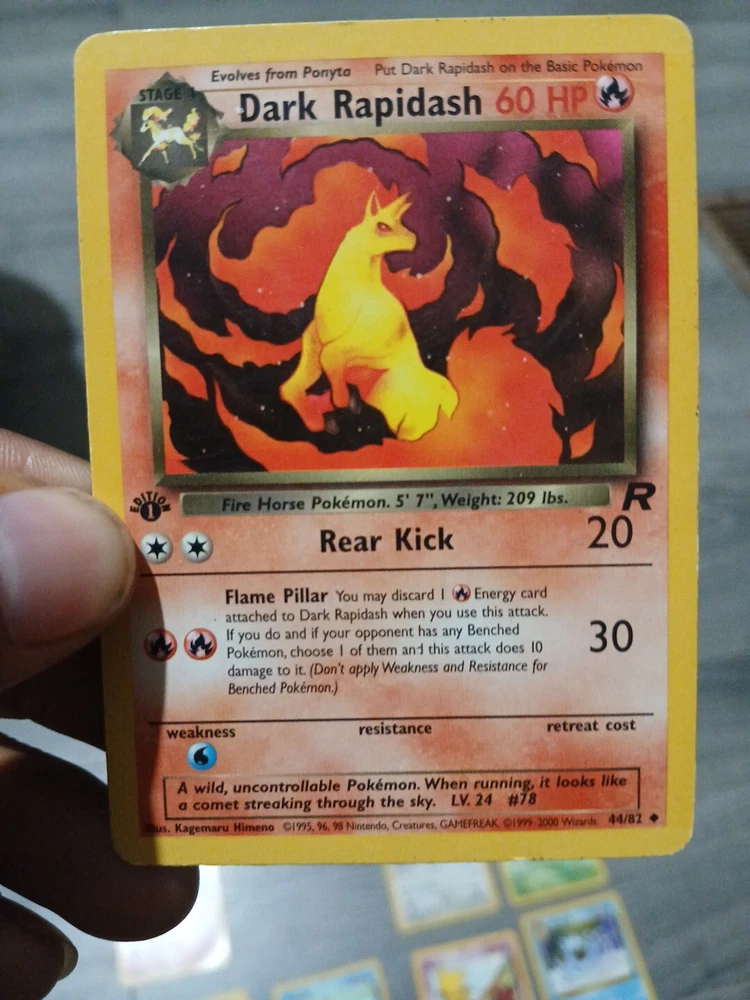 Evolves from Ponyta Put Dark Rapidash on the Basic Pokémon
STAGE 1
Dark Rapidash 60 HP
EDITION
1
Fire Horse Pokémon. 5' 7", Weight: 209 lbs.
R
Rear Kick 20
Flame Pillar You may discard 1 Energy card
attached to Dark Rapidash when you use this attack.
If you do and if your opponent has any Benched
Pokémon, choose 1 of them and this attack does 10
damage to it. (Don't apply Weakness and Resistance for
Benched Pokémon.)
30
weakness resistance retreat cost
A wild, uncontrollable Pokémon. When running, it looks like
a comet streaking through the sky. LV. 24 #78
Illus. Kagemaru Himeno ©1995, 96, 98 Nintendo, Creatures, GAMEFREAK. ©1999-2000 Wizards. 44/82